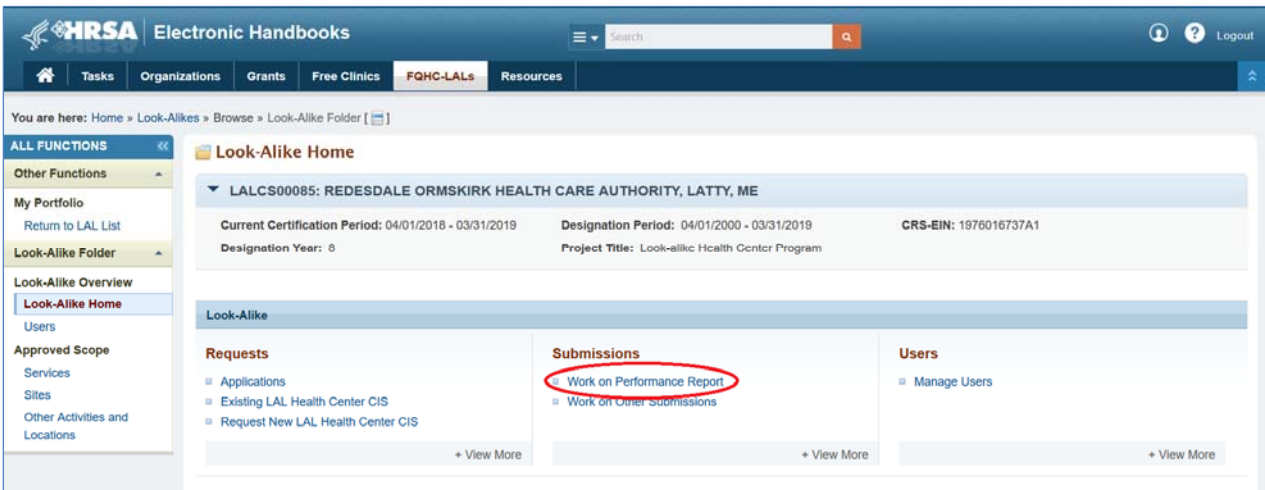 HRSA Electronic Handbooks
Search
? Logout
Tasks Organizations Grants Free Clinics FQHC-LALs Resources
You are here: Home » Look-Alikes » Browse » Look-Alike Folder [ ]
ALL FUNCTIONS «
Other Functions
My Portfolio
Return to LAL List
Look-Alike Folder
Look-Alike Overview
Look-Alike Home
Users
Approved Scope
Services
Sites
Other Activities and
Locations
Look-Alike Home
LALCS00085: REDESDALE ORMSKIRK HEALTH CARE AUTHORITY, LATTY, ME
Current Certification Period: 04/01/2018 - 03/31/2019 Designation Period: 04/01/2000 - 03/31/2019 CRS-EIN: 1976016737A1
Designation Year: 8 Project Title: Look-alike Health Center Program
Look-Alike
Requests
Applications
Existing LAL Health Center CIS
Request New LAL Health Center CIS
+ View More
Submissions
Work on Performance Report
Work on Other Submissions
+ View More
Users
Manage Users
+ View More